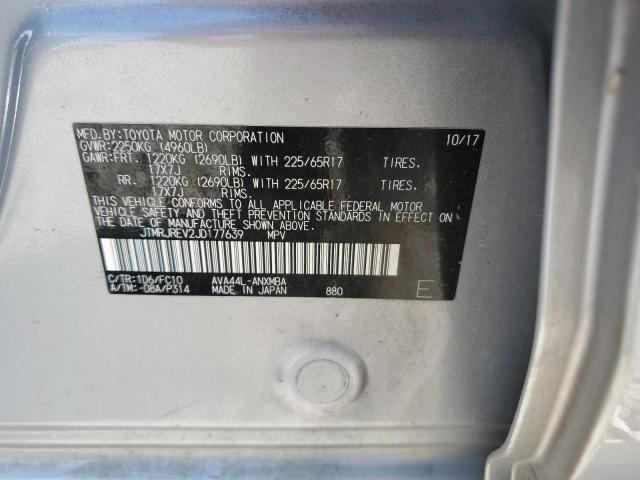 MFD.BY:TOYOTA MOTOR CORPORATION 10/17
GVWR:2250KG (4960LB)
GAWR:FRT. 1220KG (2690LB) WITH 225/65R17 TIRES.
17X7J RIMS.
RR. 1220KG (2690LB) WITH 225/65R17 TIRES.
17X7J RIMS.
THIS VEHICLE CONFORMS TO ALL APPLICABLE FEDERAL MOTOR
VEHICLE SAFETY AND THEFT PREVENTION STANDARDS IN EFFECT ON
THE DATE OF MANUFACTURE SHOWN ABOVE.
JTMRJREV2JD177639 MPV
C/TR:1D6/FC10 AVA44L-ANXMBA
A/TM:-08A/P314 MADE IN JAPAN 880 E